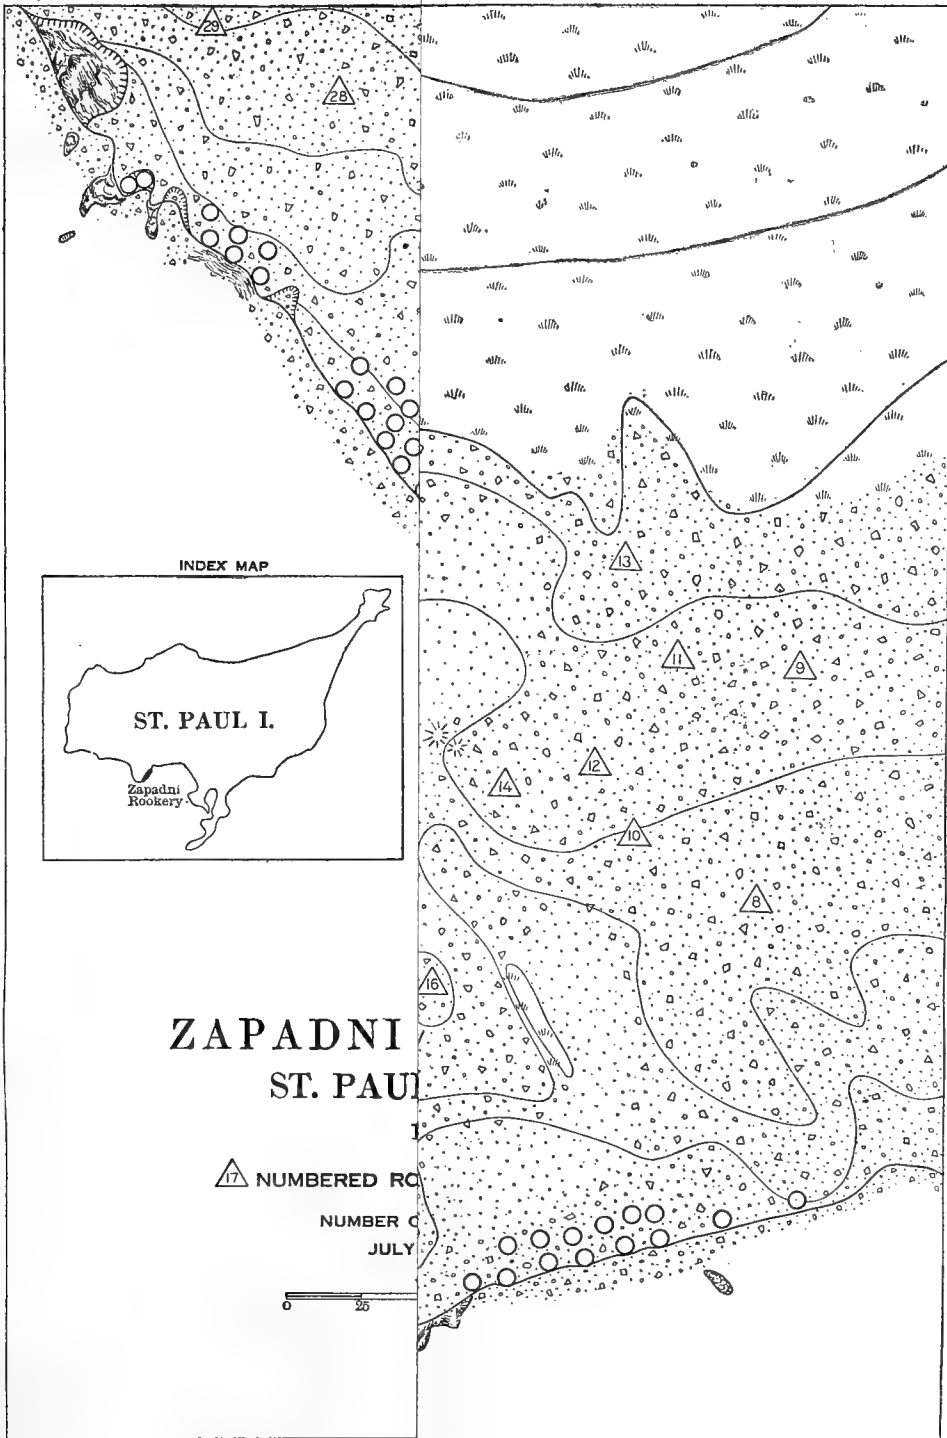 29
28
INDEX MAP
ST. PAUL I.
Zapadni
Rookery
13
11
9
12
14
10
8
16
ZAPADNI
ST. PAU
17 NUMBERED RO
NUMBER
JULY
0 25